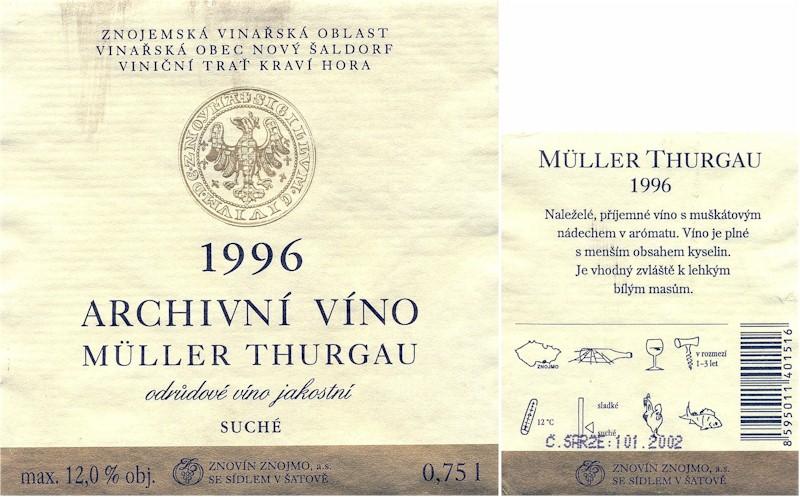 ZNOJEMSKÁ VINAŘSKÁ OBLAST
VINAŘSKÁ OBEC NOVÝ ŠALDORF
VINIČNÍ TRAŤ KRAVÍ HORA
1996
ARCHIVNÍ VÍNO
MÜLLER THURGAU
odrůdové víno jakostní
SUCHÉ
max. 12,0 % obj.
ZNOVÍN ZNOJMO, a.s.
SE SÍDLEM V ŠATOVĚ
0,75 l
MÜLLER THURGAU
1996
Naleželé, příjemné víno s muškátovým
nádechem v arómatu. Víno je plné
s menším obsahem kyselin.
Je vhodný zvláště k lehkým
bílým masům.
ZNOJMO
v rozmezí
1–3 let
12 °C
sladké
suché
Č.ŠARŽE:101.2002
8 595011 401516
ZNOVÍN ZNOJMO, a.s.
SE SÍDLEM V ŠATOVĚ